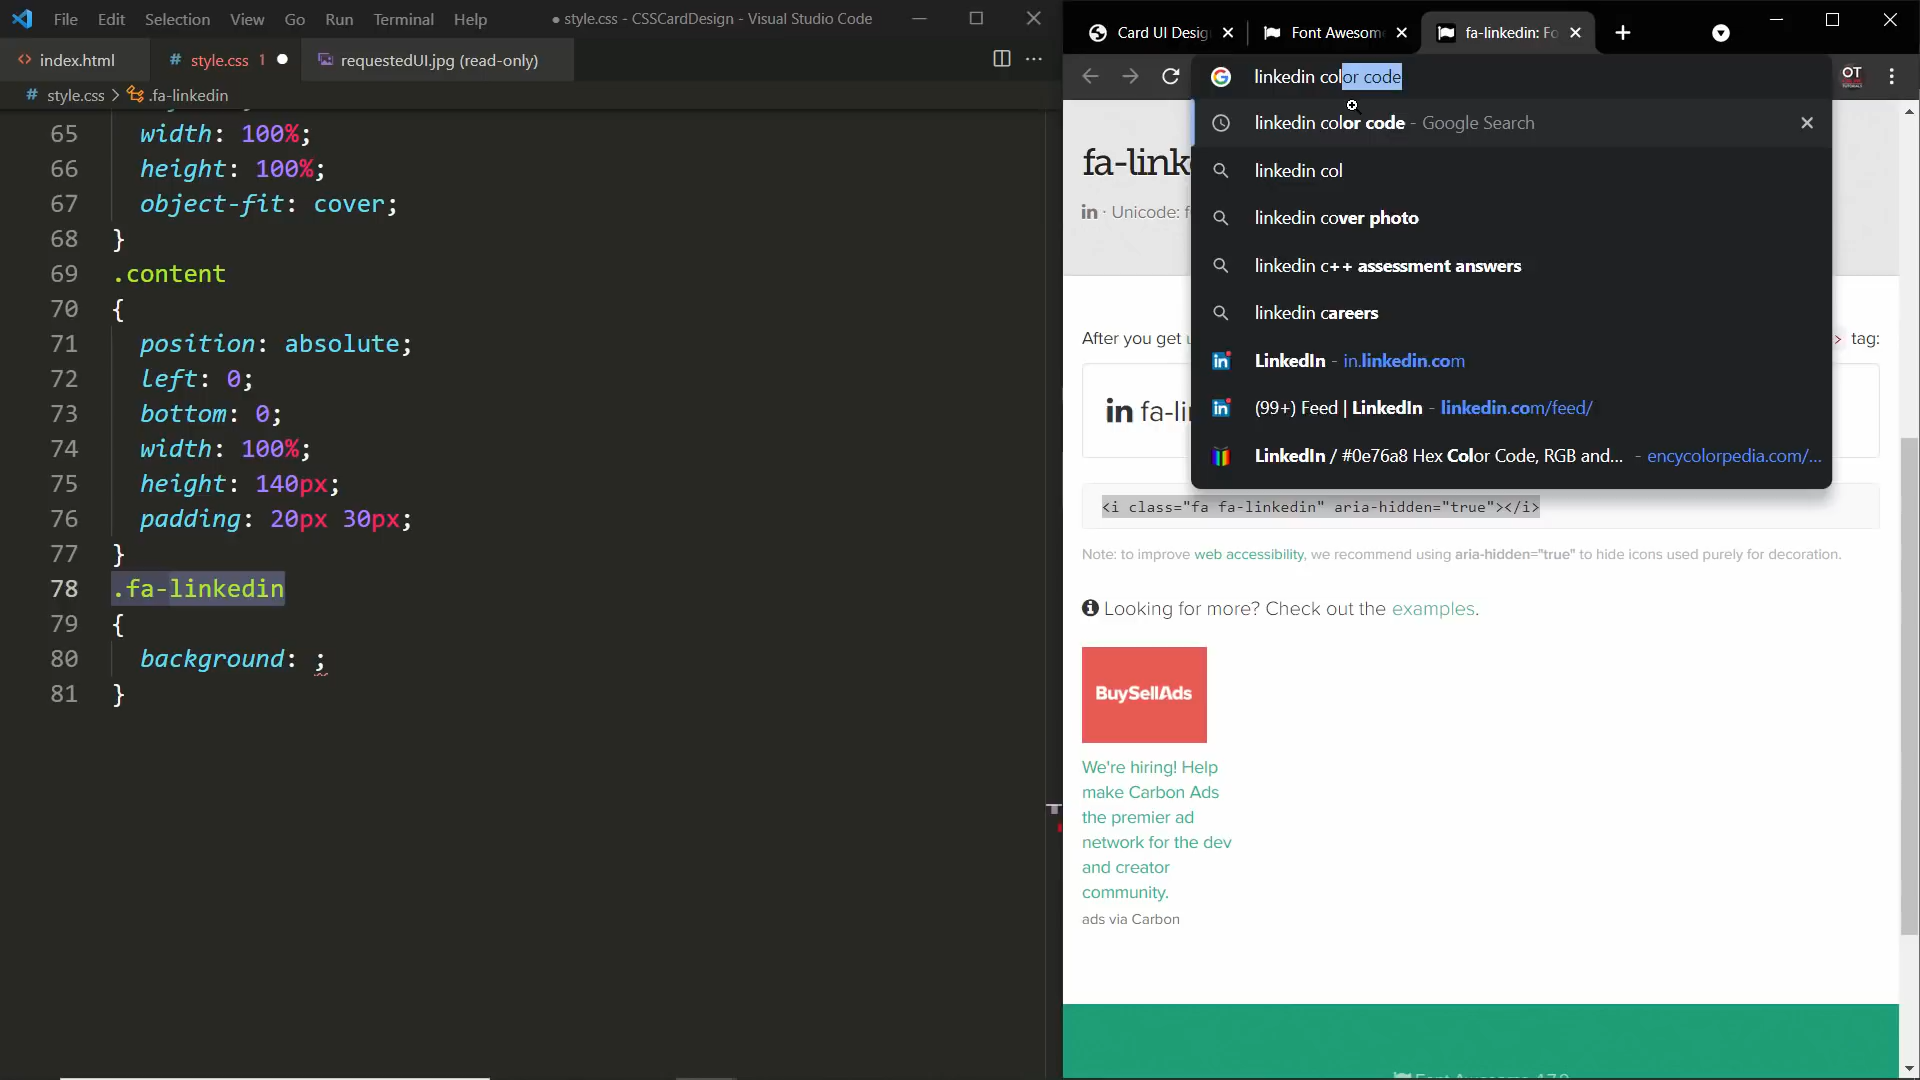 File Edit Selection View Go Run Terminal Help
● style.css - CSSCardDesign - Visual Studio Code
index.html
# style.css 1 ●
requestedUI.jpg (read-only)
# style.css > .fa-linkedin
65 width: 100%;
66 height: 100%;
67 object-fit: cover;
68 }
69 .content
70 {
71 position: absolute;
72 left: 0;
73 bottom: 0;
74 width: 100%;
75 height: 140px;
76 padding: 20px 30px;
77 }
78 .fa-linkedin
79 {
80 background: ;
81 }
Card UI Desig
Font Awesom
fa-linkedin: Fo
linkedin color code
OT
linkedin color code - Google Search
linkedin col
linkedin cover photo
linkedin c++ assessment answers
linkedin careers
LinkedIn - in.linkedin.com
(99+) Feed | LinkedIn - linkedin.com/feed/
LinkedIn / #0e76a8 Hex Color Code, RGB and... - encycolorpedia.com/...
fa-link
in · Unicode: f
After you get u > tag:
in fa-li
<i class="fa fa-linkedin" aria-hidden="true"></i>
Note: to improve web accessibility, we recommend using aria-hidden="true" to hide icons used purely for decoration.
Looking for more? Check out the examples.
BuySellAds
We're hiring! Help
make Carbon Ads
the premier ad
network for the dev
and creator
community.
ads via Carbon